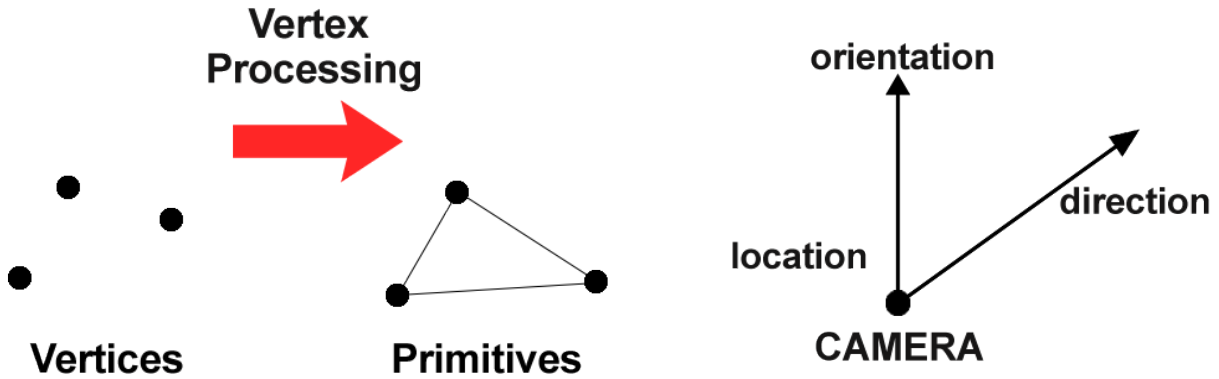 Vertex
Processing
Vertices
Primitives
orientation
direction
location
CAMERA